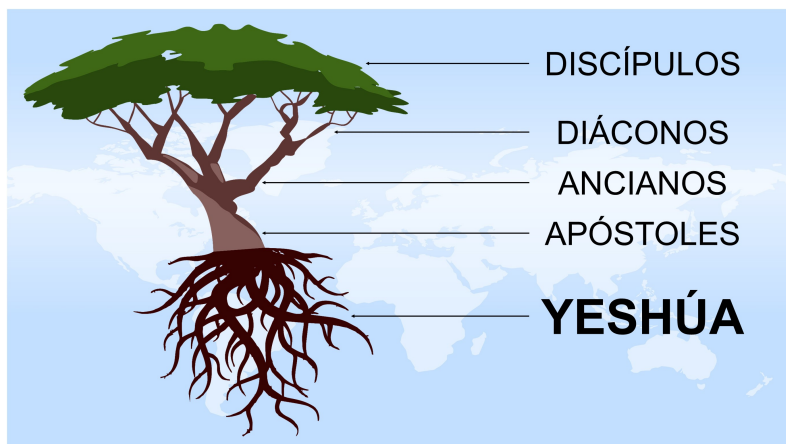 DISCÍPULOS
DIÁCONOS
ANCIANOS
APÓSTOLES
YESHÚA